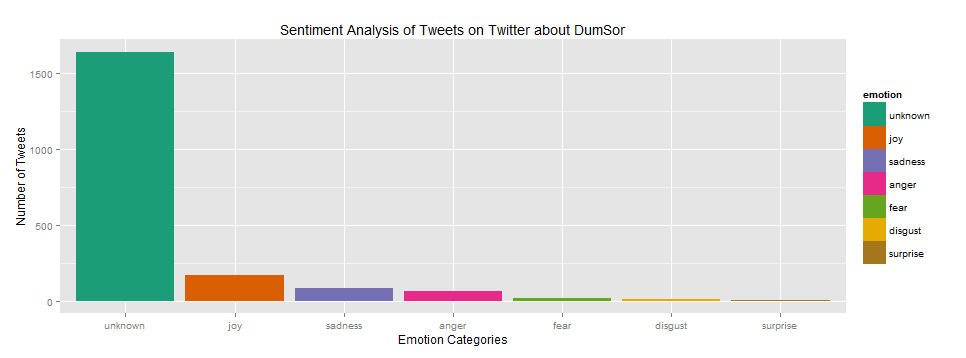 Sentiment Analysis of Tweets on Twitter about DumSor
Number of Tweets
1500
1000
500
0
unknown joy sadness anger fear disgust surprise
Emotion Categories
emotion
unknown
joy
sadness
anger
fear
disgust
surprise